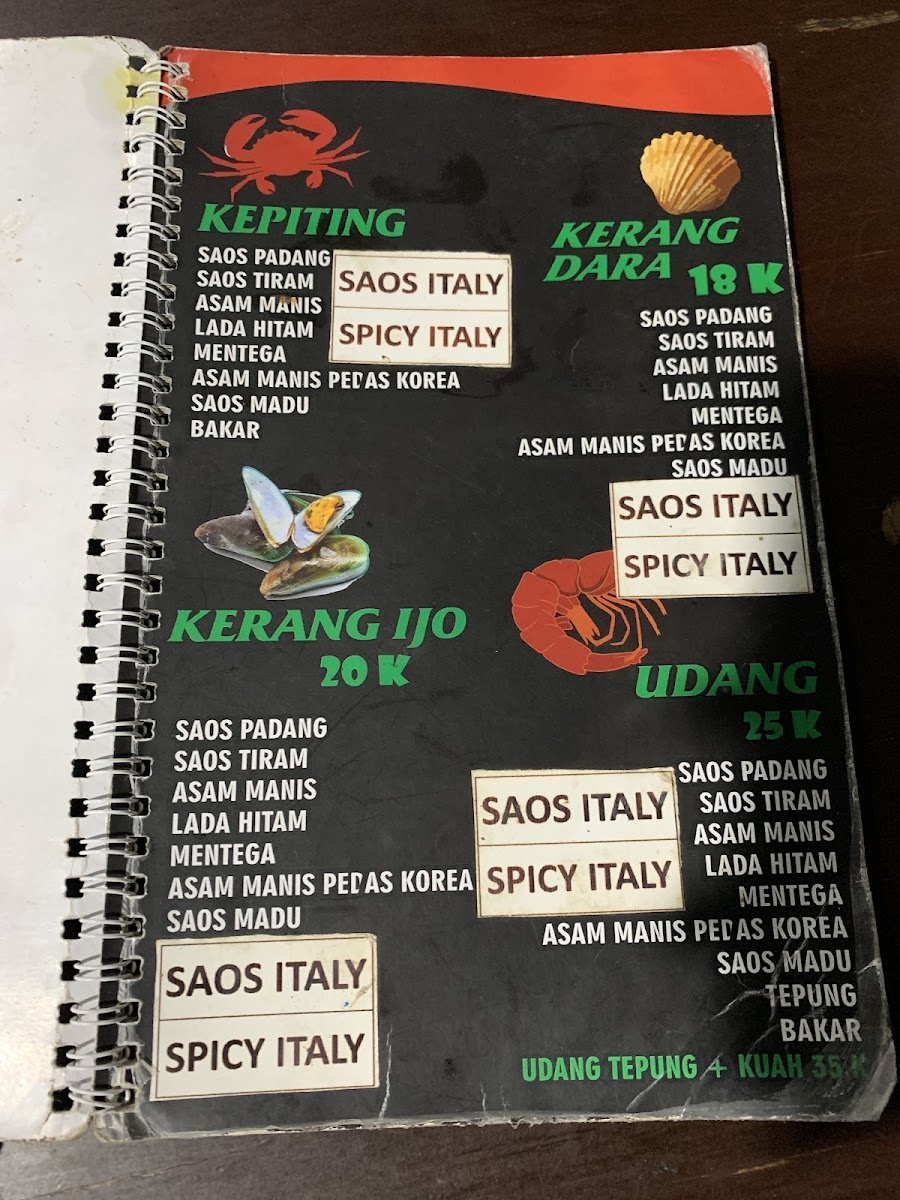 KEPITING
SAOS PADANG
SAOS TIRAM
ASAM MANIS
LADA HITAM
MENTEGA
ASAM MANIS PEDAS KOREA
SAOS MADU
BAKAR
SAOS ITALY
SPICY ITALY
KERANG
DARA 18 K
SAOS PADANG
SAOS TIRAM
ASAM MANIS
LADA HITAM
MENTEGA
ASAM MANIS PEDAS KOREA
SAOS MADU
SAOS ITALY
SPICY ITALY
KERANG IJO
20 K
SAOS PADANG
SAOS TIRAM
ASAM MANIS
LADA HITAM
MENTEGA
ASAM MANIS PEDAS KOREA
SAOS MADU
SAOS ITALY
SPICY ITALY
UDANG
25 K
SAOS PADANG
SAOS TIRAM
ASAM MANIS
LADA HITAM
MENTEGA
ASAM MANIS PEDAS KOREA
SAOS MADU
TEPUNG
BAKAR
SAOS ITALY
SPICY ITALY
UDANG TEPUNG + KUAH 35 K